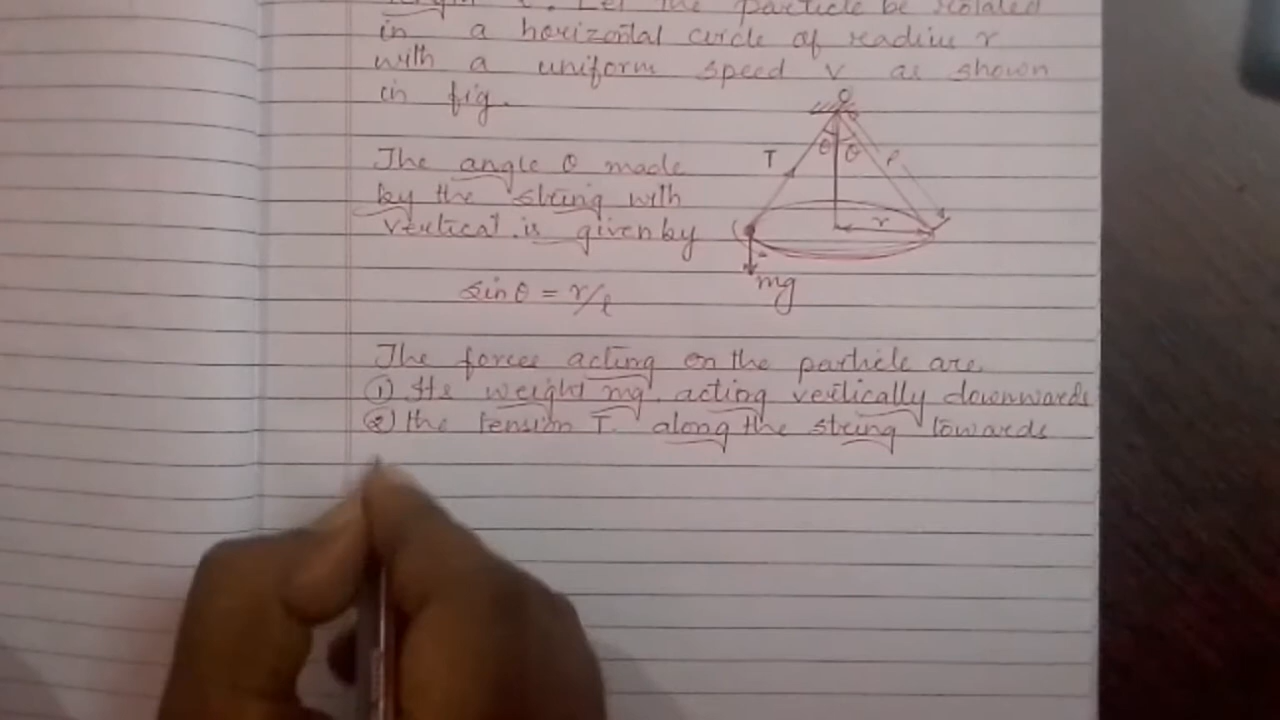 length l. Let the particle be rotated
in a horizontal circle of radius r
with a uniform speed v as shown
in fig.
O
θ θ
T
l
r
mg
The angle θ made
by the string with
vertical is given by
sin θ = r/l
The forces acting on the particle are
① Its weight mg acting vertically downwards
② the tension T along the string towards